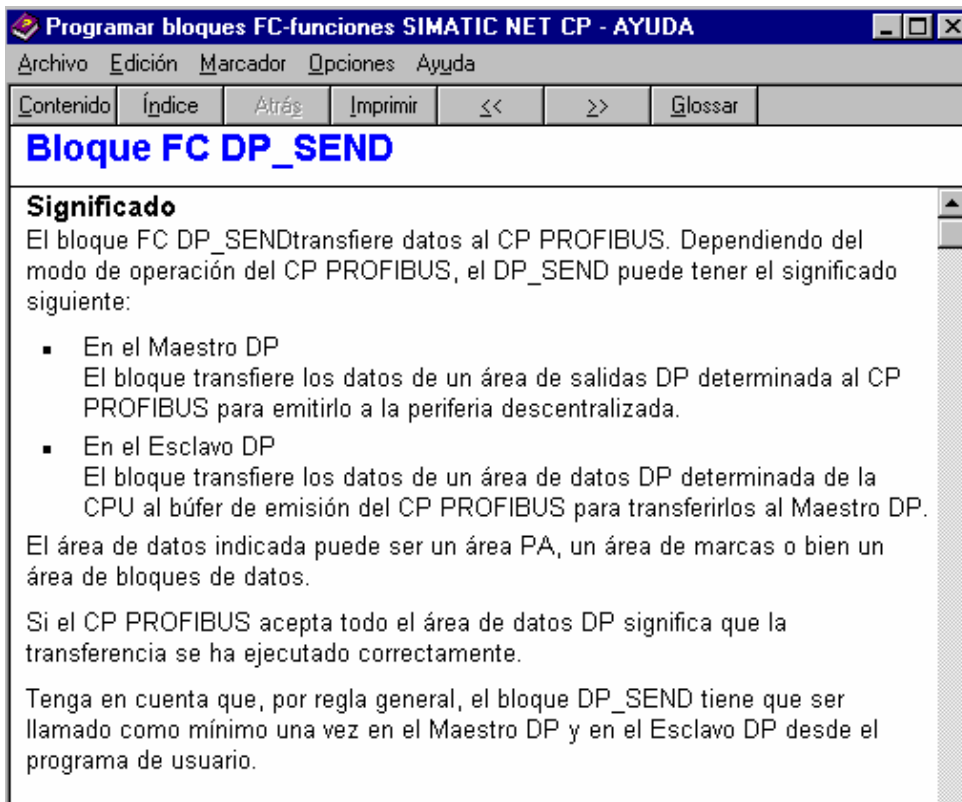 Programar bloques FC-funciones SIMATIC NET CP - AYUDA
Archivo Edición Marcador Opciones Ayuda
Contenido Índice Atrás Imprimir << >> Glossar
Bloque FC DP_SEND
Significado
El bloque FC DP_SENDtransfiere datos al CP PROFIBUS. Dependiendo del
modo de operación del CP PROFIBUS, el DP_SEND puede tener el significado
siguiente:
▪ En el Maestro DP
El bloque transfiere los datos de un área de salidas DP determinada al CP
PROFIBUS para emitirlo a la periferia descentralizada.
▪ En el Esclavo DP
El bloque transfiere los datos de un área de datos DP determinada de la
CPU al búfer de emisión del CP PROFIBUS para transferirlos al Maestro DP.
El área de datos indicada puede ser un área PA, un área de marcas o bien un
área de bloques de datos.
Si el CP PROFIBUS acepta todo el área de datos DP significa que la
transferencia se ha ejecutado correctamente.
Tenga en cuenta que, por regla general, el bloque DP_SEND tiene que ser
llamado como mínimo una vez en el Maestro DP y en el Esclavo DP desde el
programa de usuario.